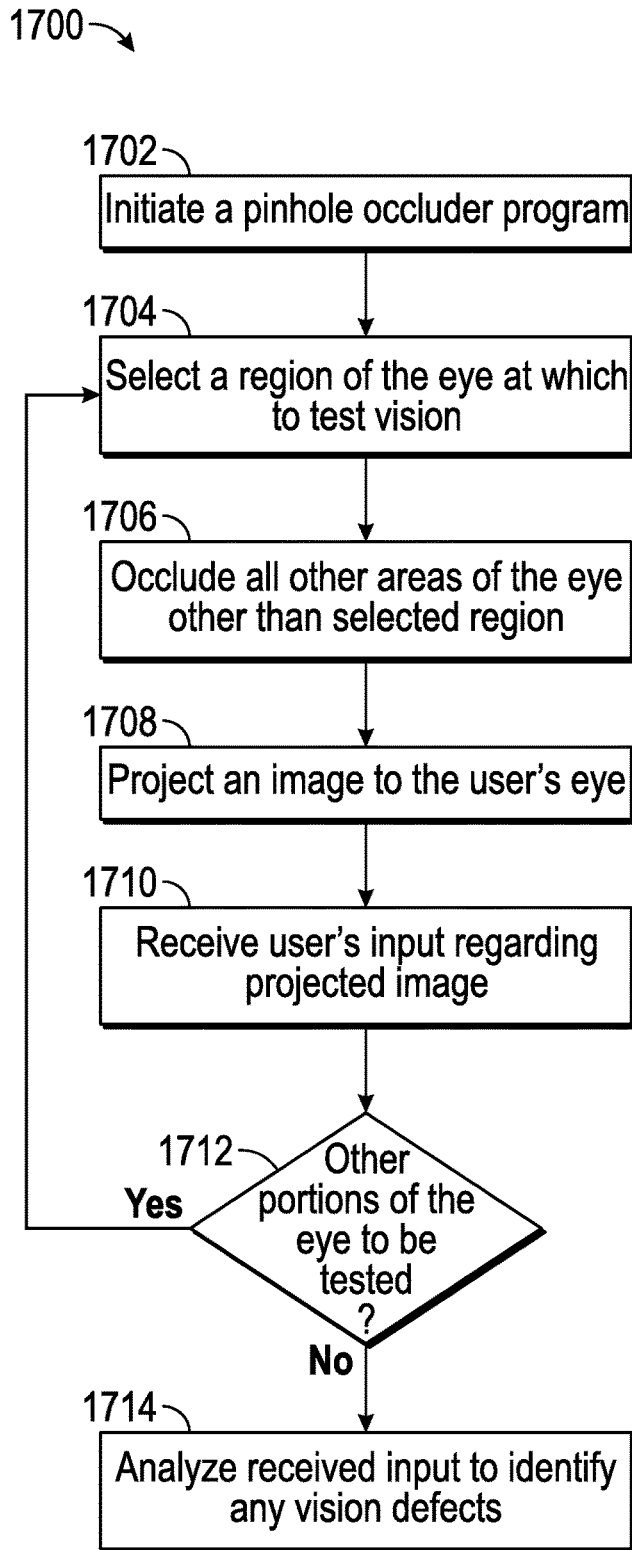 1700
1702
Initiate a pinhole occluder program
1704
Select a region of the eye at which
to test vision
1706
Occlude all other areas of the eye
other than selected region
1708
Project an image to the user's eye
1710
Receive user's input regarding
projected image
1712
Other
portions of the
eye to be
tested
?
Yes
No
1714
Analyze received input to identify
any vision defects